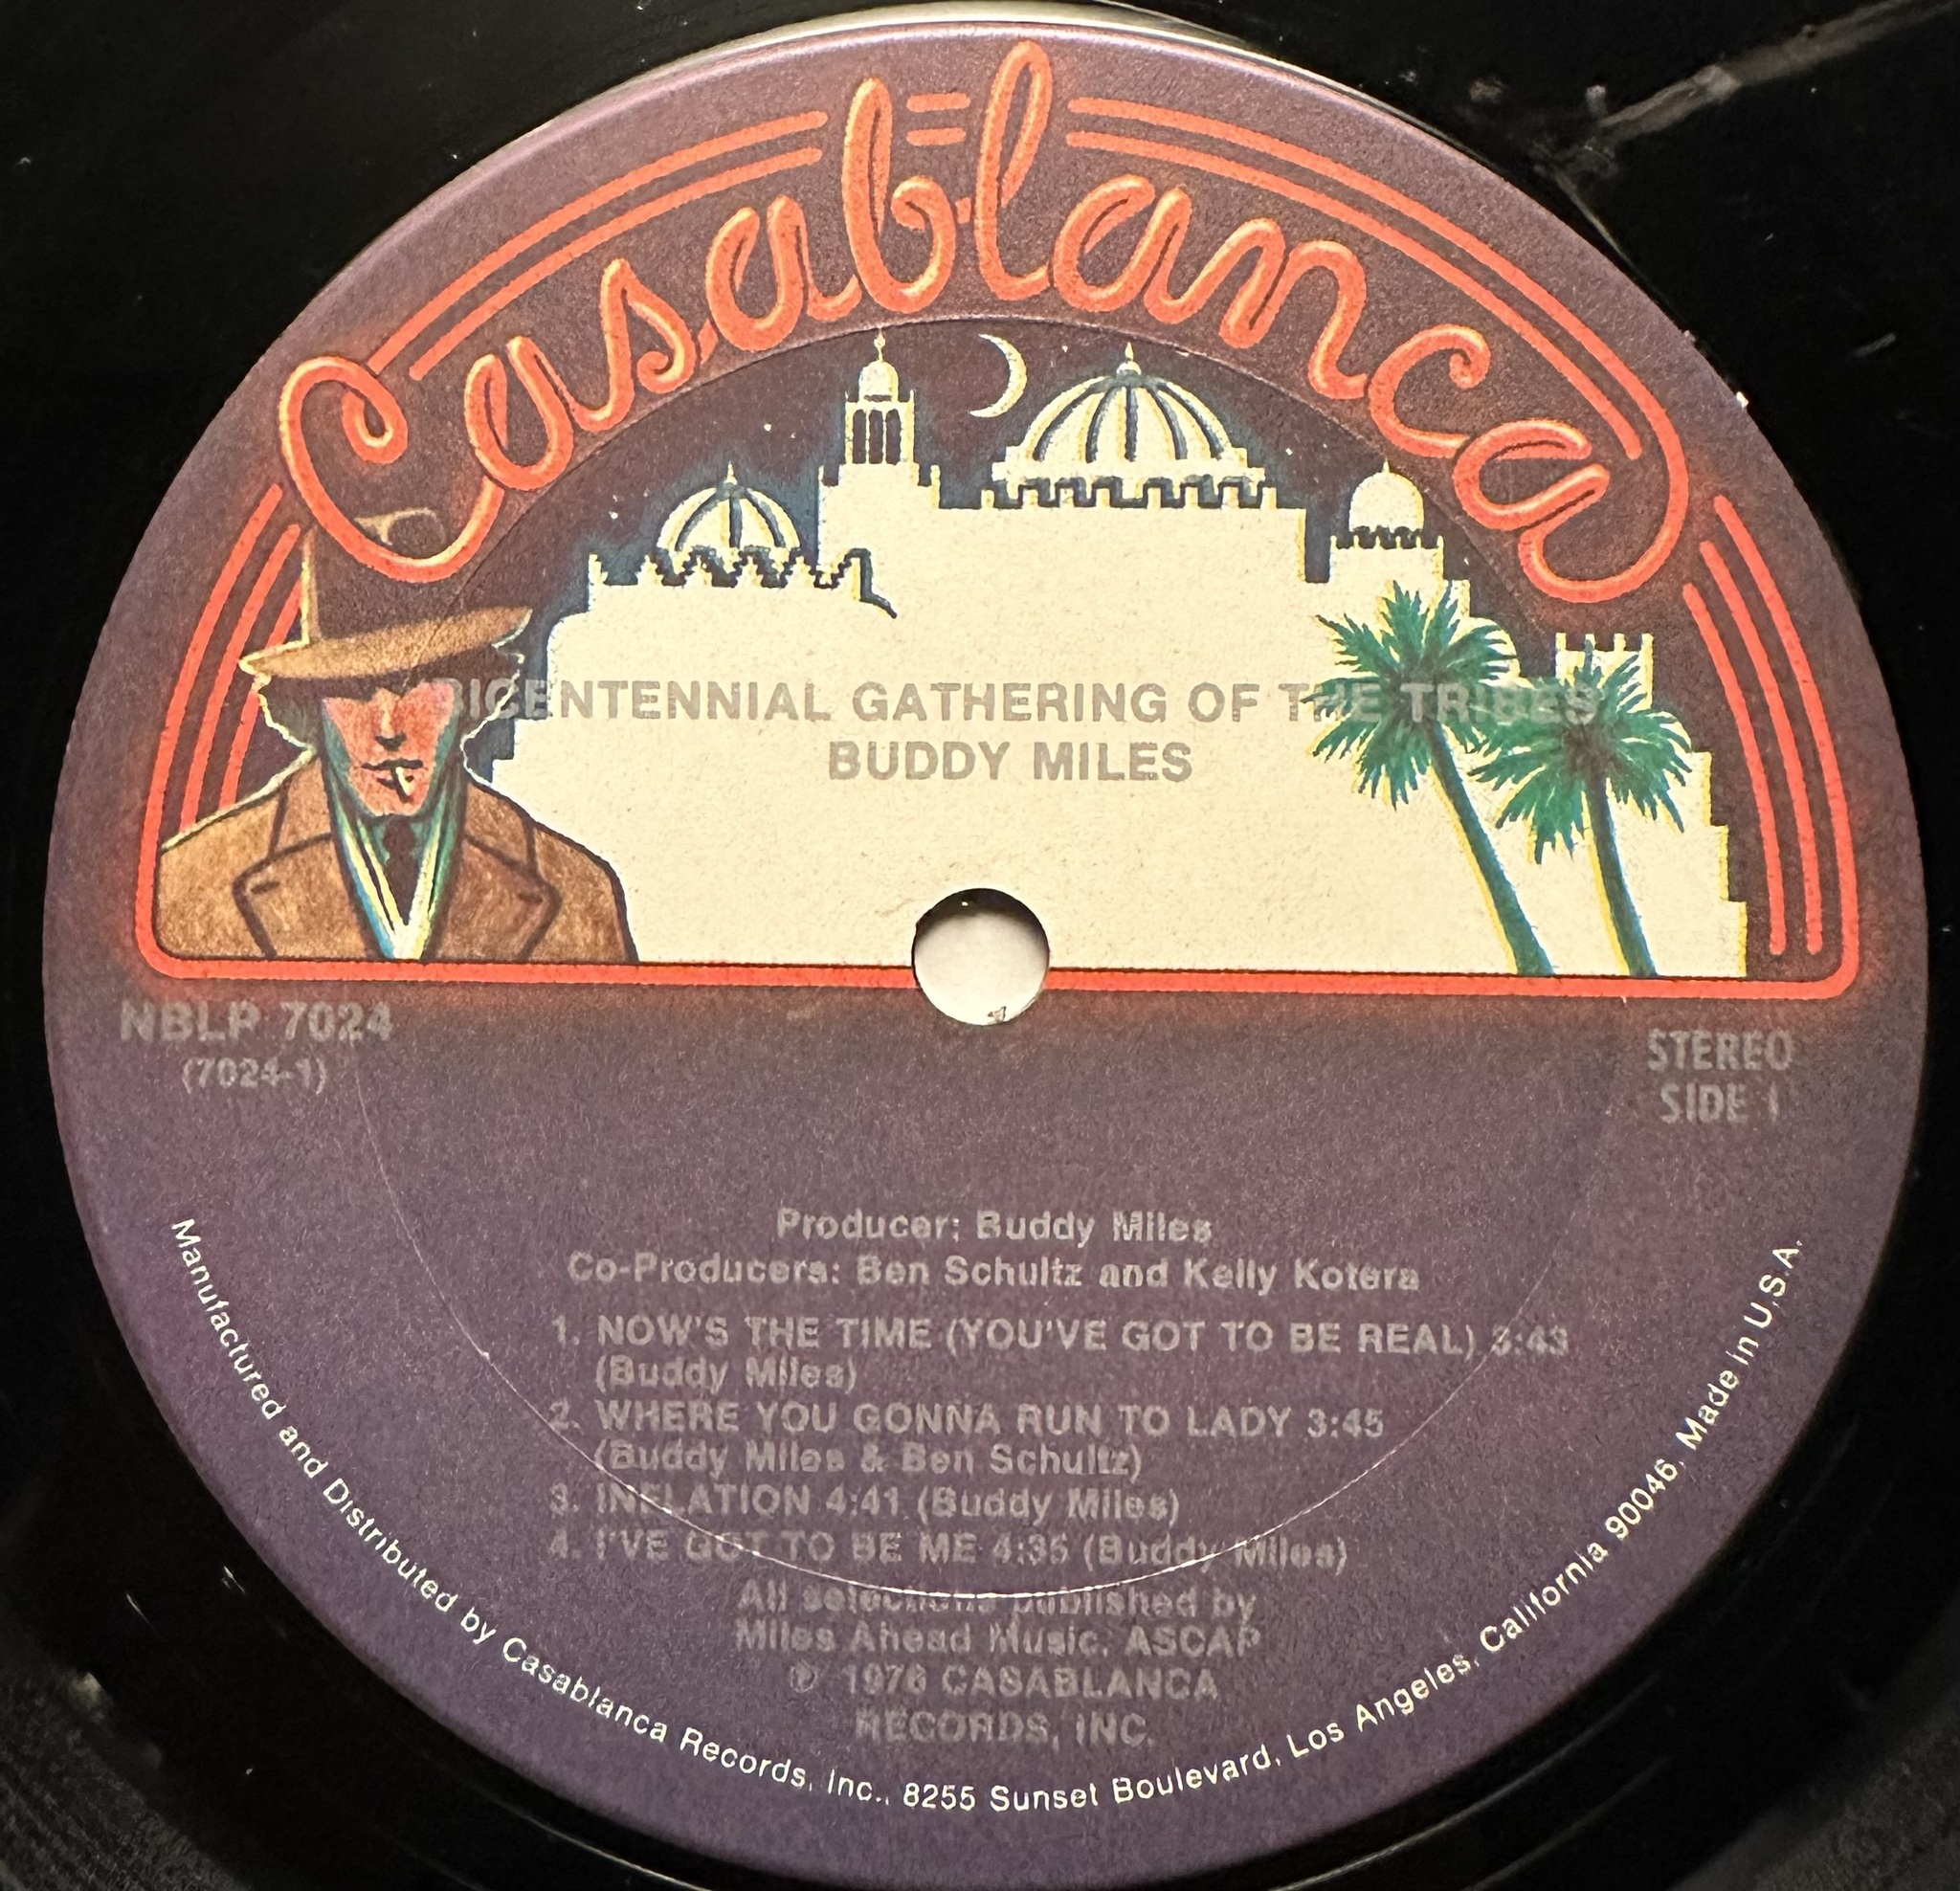 Casablanca
BICENTENNIAL GATHERING OF THE TRIBES
BUDDY MILES
NBLP 7024
(7024-1)
STEREO
SIDE 1
Producer: Buddy Miles
Co-Producers: Ben Schultz and Kelly Kotera
1. NOW'S THE TIME (YOU'VE GOT TO BE REAL) 3:43
(Buddy Miles)
2. WHERE YOU GONNA RUN TO LADY 3:45
(Buddy Miles & Ben Schultz)
3. INFLATION 4:41 (Buddy Miles)
4. I'VE GOT TO BE ME 4:35 (Buddy Miles)
All selections published by
Miles Ahead Music, ASCAP
℗ 1976 CASABLANCA
RECORDS, INC.
Manufactured and Distributed by Casablanca Records, Inc., 8255 Sunset Boulevard, Los Angeles, California 90046, Made in U.S.A.